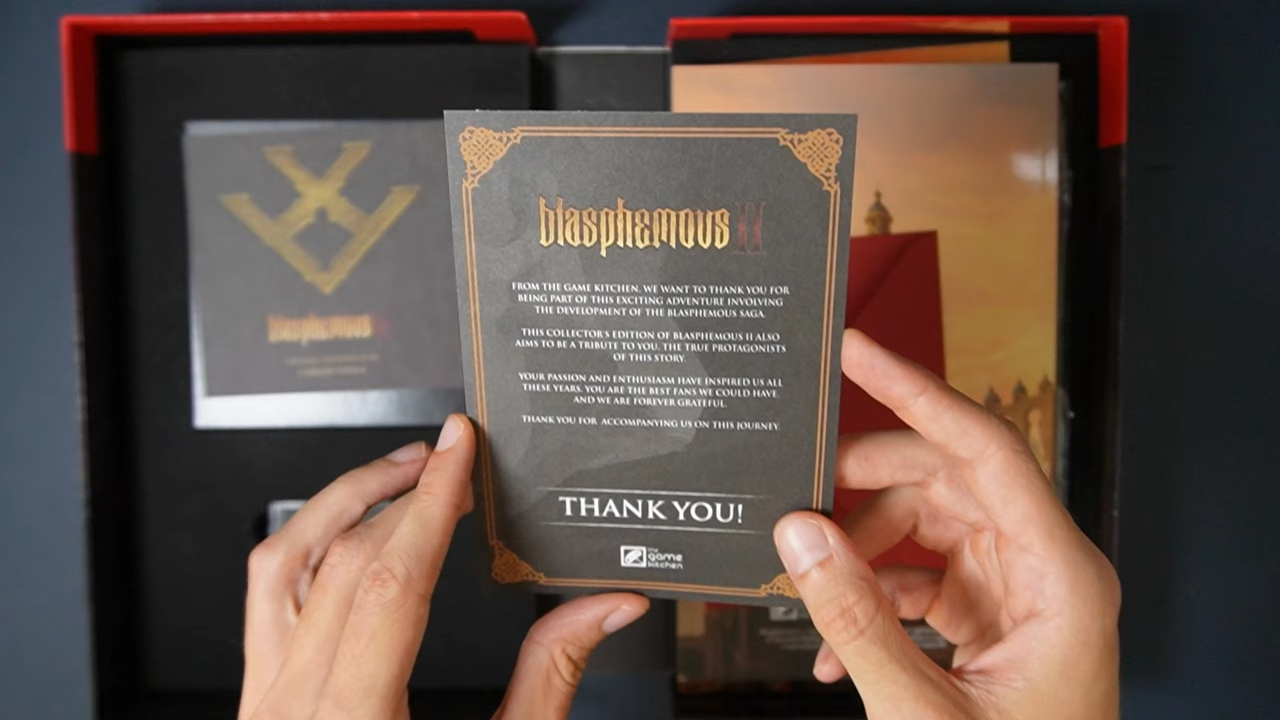 blasphemous II
FROM THE GAME KITCHEN, WE WANT TO THANK YOU FOR
BEING PART OF THIS EXCITING ADVENTURE INVOLVING
THE DEVELOPMENT OF THE BLASPHEMOUS SAGA.
THIS COLLECTOR'S EDITION OF BLASPHEMOUS II ALSO
AIMS TO BE A TRIBUTE TO YOU, THE TRUE PROTAGONISTS
OF THIS STORY.
YOUR PASSION AND ENTHUSIASM HAVE INSPIRED US ALL
THESE YEARS. YOU ARE THE BEST FANS WE COULD HAVE,
AND WE ARE FOREVER GRATEFUL.
THANK YOU FOR ACCOMPANYING US ON THIS JOURNEY.
THANK YOU!
the
game
kitchen
blasphemous